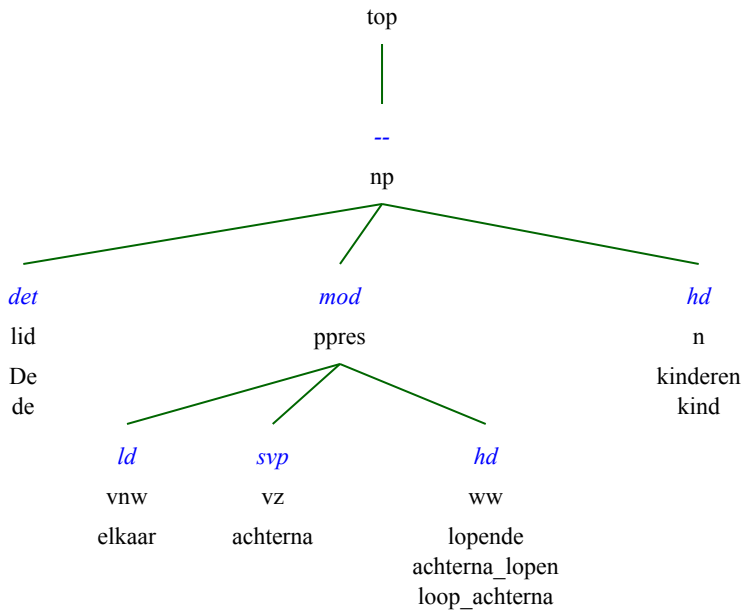 top
--
np
det mod hd
lid ppres n
De kinderen
de kind
ld svp hd
vnw vz ww
elkaar achterna lopende
achterna_lopen
loop_achterna